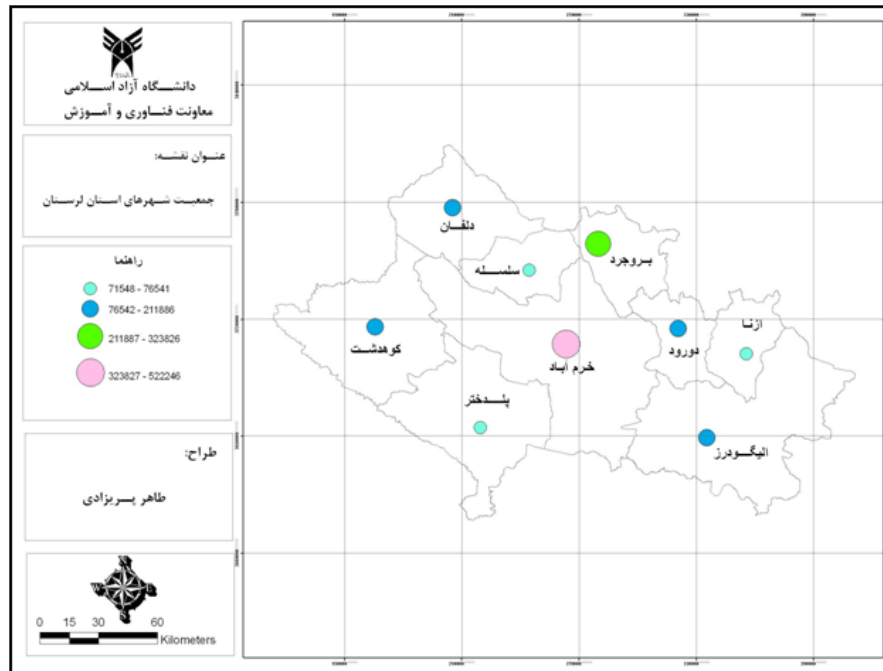 دانشگاه آزاد اسلامی
معاونت فناوری و آموزش
عنوان نقشه:
جمعیت شهرهای استان لرستان
راهنما
71548 - 76541
76542 - 211886
211887 - 323826
323827 - 522246
طراح:
طاهر پریزادی
0 15 30 60
Kilometers
دلفان
سلسله
بروجرد
کوهدشت
خرم آباد
دورود
ازنا
پلدختر
الیگودرز